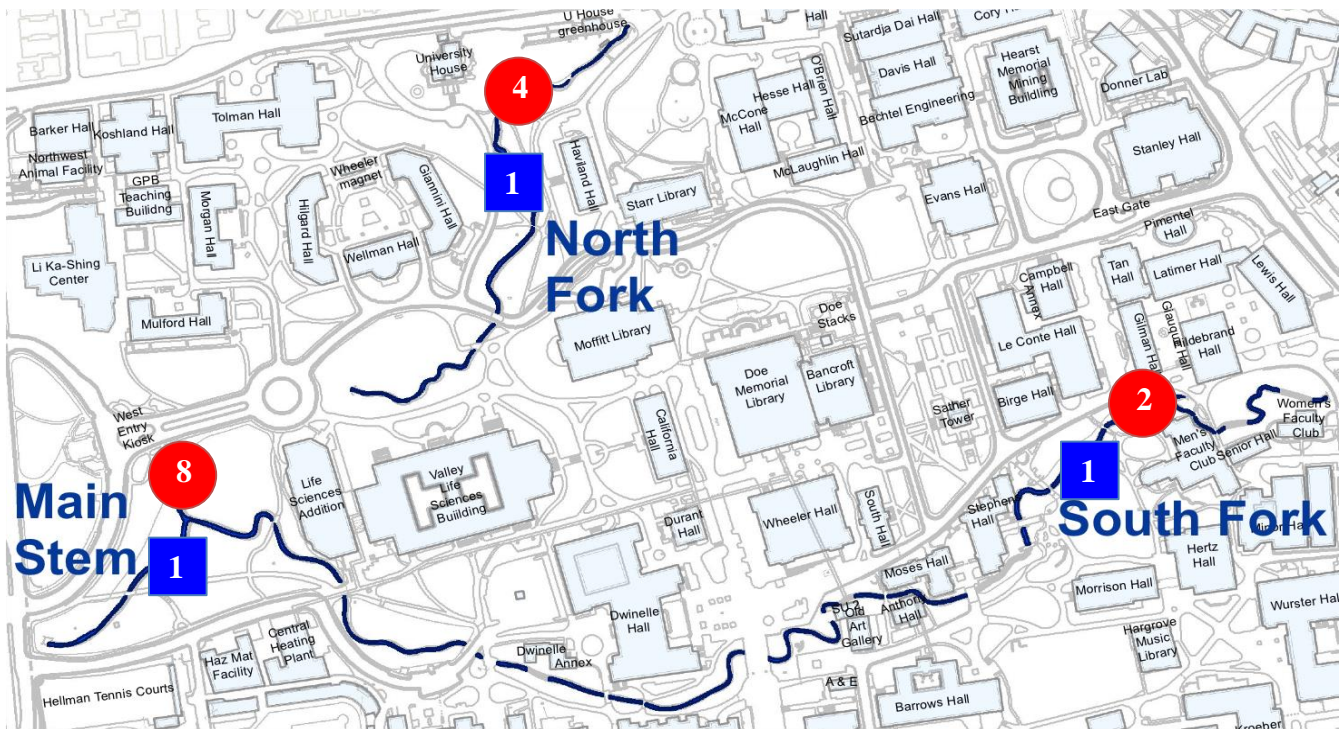 U House
greenhouse
Hall
Sutardja Dai Hall
Cory Hall
University
House
4
Hearst
Memorial
Mining
Buildling
Davis Hall
O'Brien Hall
Hesse Hall
Donner Lab
McCone
Hall
Bechtel Engineering
Tolman Hall
Barker Hall
Koshland Hall
Stanley Hall
Northwest
Animal Facility
Wheeler
magnet
Giannini Hall
1
Haviland Hall
McLaughlin Hall
GPB
Teaching
Buildiing
Morgan Hall
Hilgard Hall
Starr Library
Evans Hall
East Gate
Pimentel
Hall
North
Fork
Wellman Hall
Li Ka-Shing
Center
Tan
Hall
Latimer Hall
Lewis Hall
Campbell
Annex
Hall
Mulford Hall
Moffitt Library
Doe
Stacks
Le Conte Hall
Gilman Ha
Hildebrand
Hall
Doe
Memorial
Library
Bancroft
Library
Birge Hall
2
West
Entry
Kiosk
California
Hall
Sather
Tower
Women's
Faculty
Club
Men's
Faculty
Club
Senior Hall
8
1
Main
Stem
1
Life
Sciences
Addition
Valley
Life
Sciences
Buiilding
South Fork
Stephens
Hall
Durant
Hall
Wheeler Hall
South Hall
Minor Hall
Hertz
Hall
Moses Hall
Morrison Hall
Wurster Hall
Dwinelle
Hall
SU 2
Old
Art
Gallery
Anthony
Hall
Hargrove
Music
Library
Central
Heating
Plant
Haz Mat
Facility
Dwinelle
Annex
Hellman Tennis Courts
A & E
Barrows Hall
Kroeber